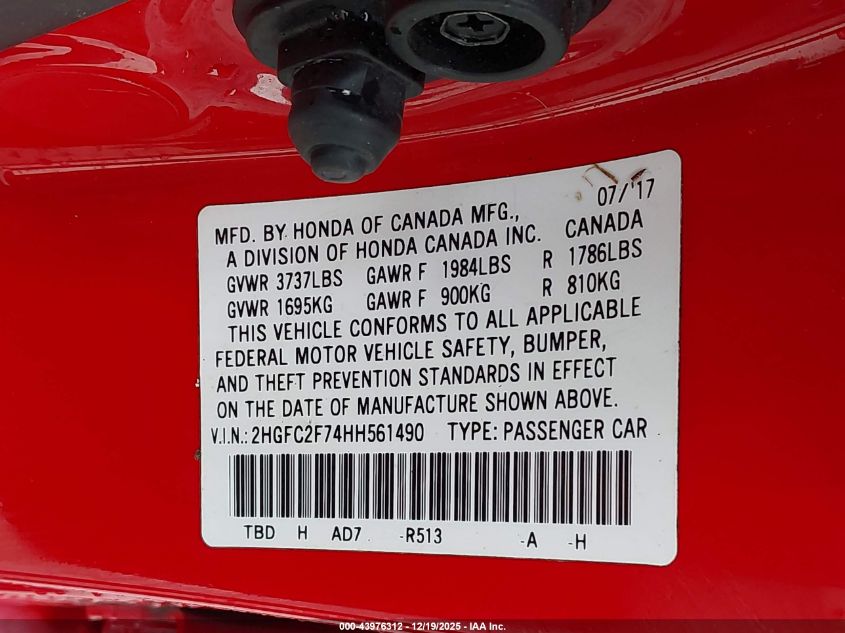 07/'17
MFD. BY HONDA OF CANADA MFG.,
A DIVISION OF HONDA CANADA INC. CANADA
GVWR 3737LBS GAWR F 1984LBS R 1786LBS
GVWR 1695KG GAWR F 900KG R 810KG
THIS VEHICLE CONFORMS TO ALL APPLICABLE
FEDERAL MOTOR VEHICLE SAFETY, BUMPER,
AND THEFT PREVENTION STANDARDS IN EFFECT
ON THE DATE OF MANUFACTURE SHOWN ABOVE.
V.I.N.: 2HGFC2F74HH561490 TYPE: PASSENGER CAR
TBD H AD7 -R513 -A -H
000-43976312 - 12/19/2025 - IAA Inc.